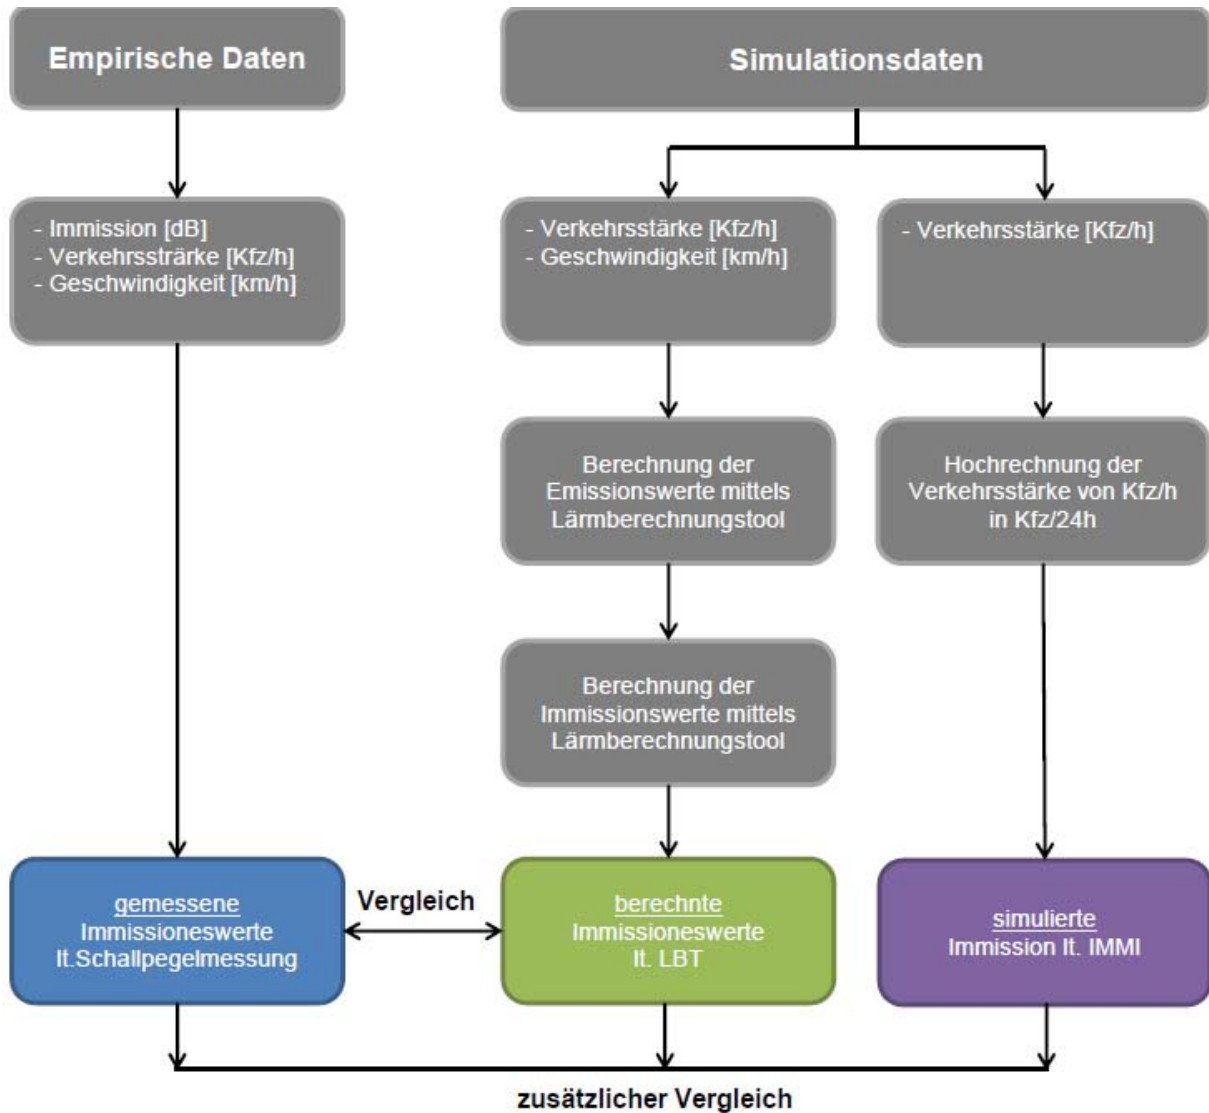 Empirische Daten
Simulationsdaten
- Immission [dB]
- Verkehrssträrke [Kfz/h]
- Geschwindigkeit [km/h]
- Verkehrsstärke [Kfz/h]
- Geschwindigkeit [km/h]
- Verkehrsstärke [Kfz/h]
Berechnung der
Emissionswerte mittels
Lärmberechnungstool
Hochrechnung der
Verkehrsstärke von Kfz/h
in Kfz/24h
Berechnung der
Immissionswerte mittels
Lärmberechnungstool
gemessene
Immissioneswerte
lt.Schallpegelmessung
Vergleich
berechnte
Immissioneswerte
lt. LBT
simulierte
Immission lt. IMMI
zusätzlicher Vergleich